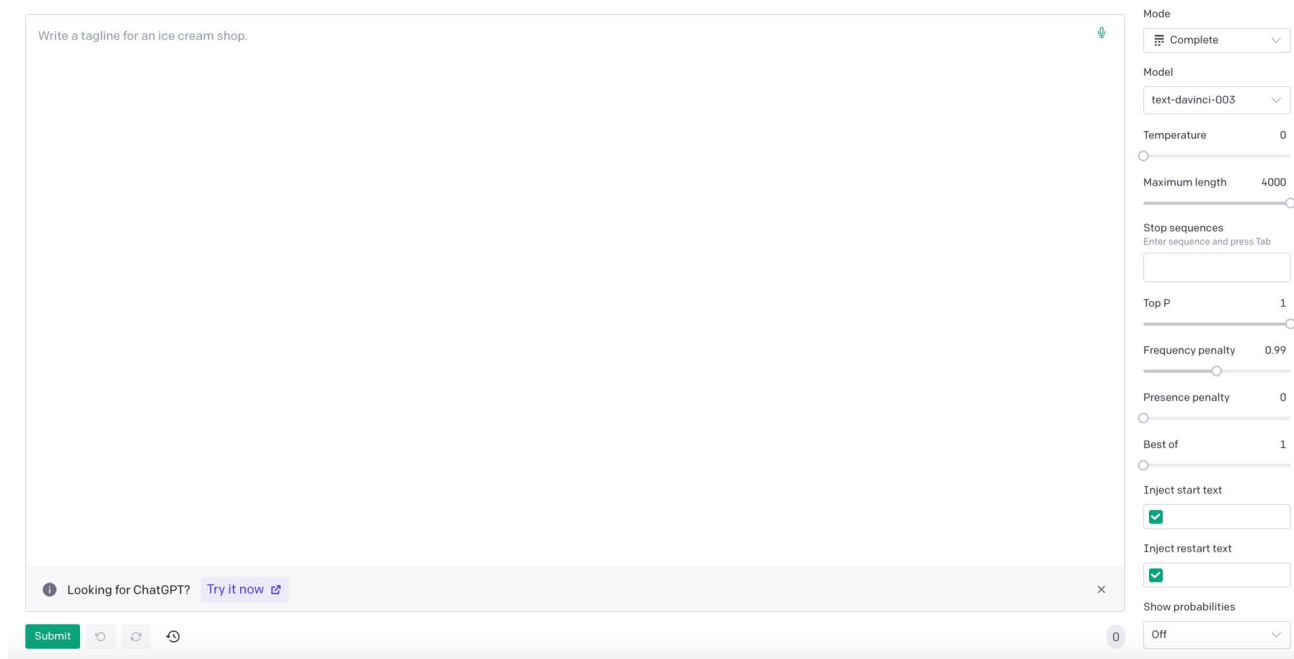 Write a tagline for an ice cream shop.
Looking for ChatGPT? Try it now
Submit
0
Mode
Complete
Model
text-davinci-003
Temperature 0
Maximum length 4000
Stop sequences
Enter sequence and press Tab
Top P 1
Frequency penalty 0.99
Presence penalty 0
Best of 1
Inject start text
Inject restart text
Show probabilities
Off